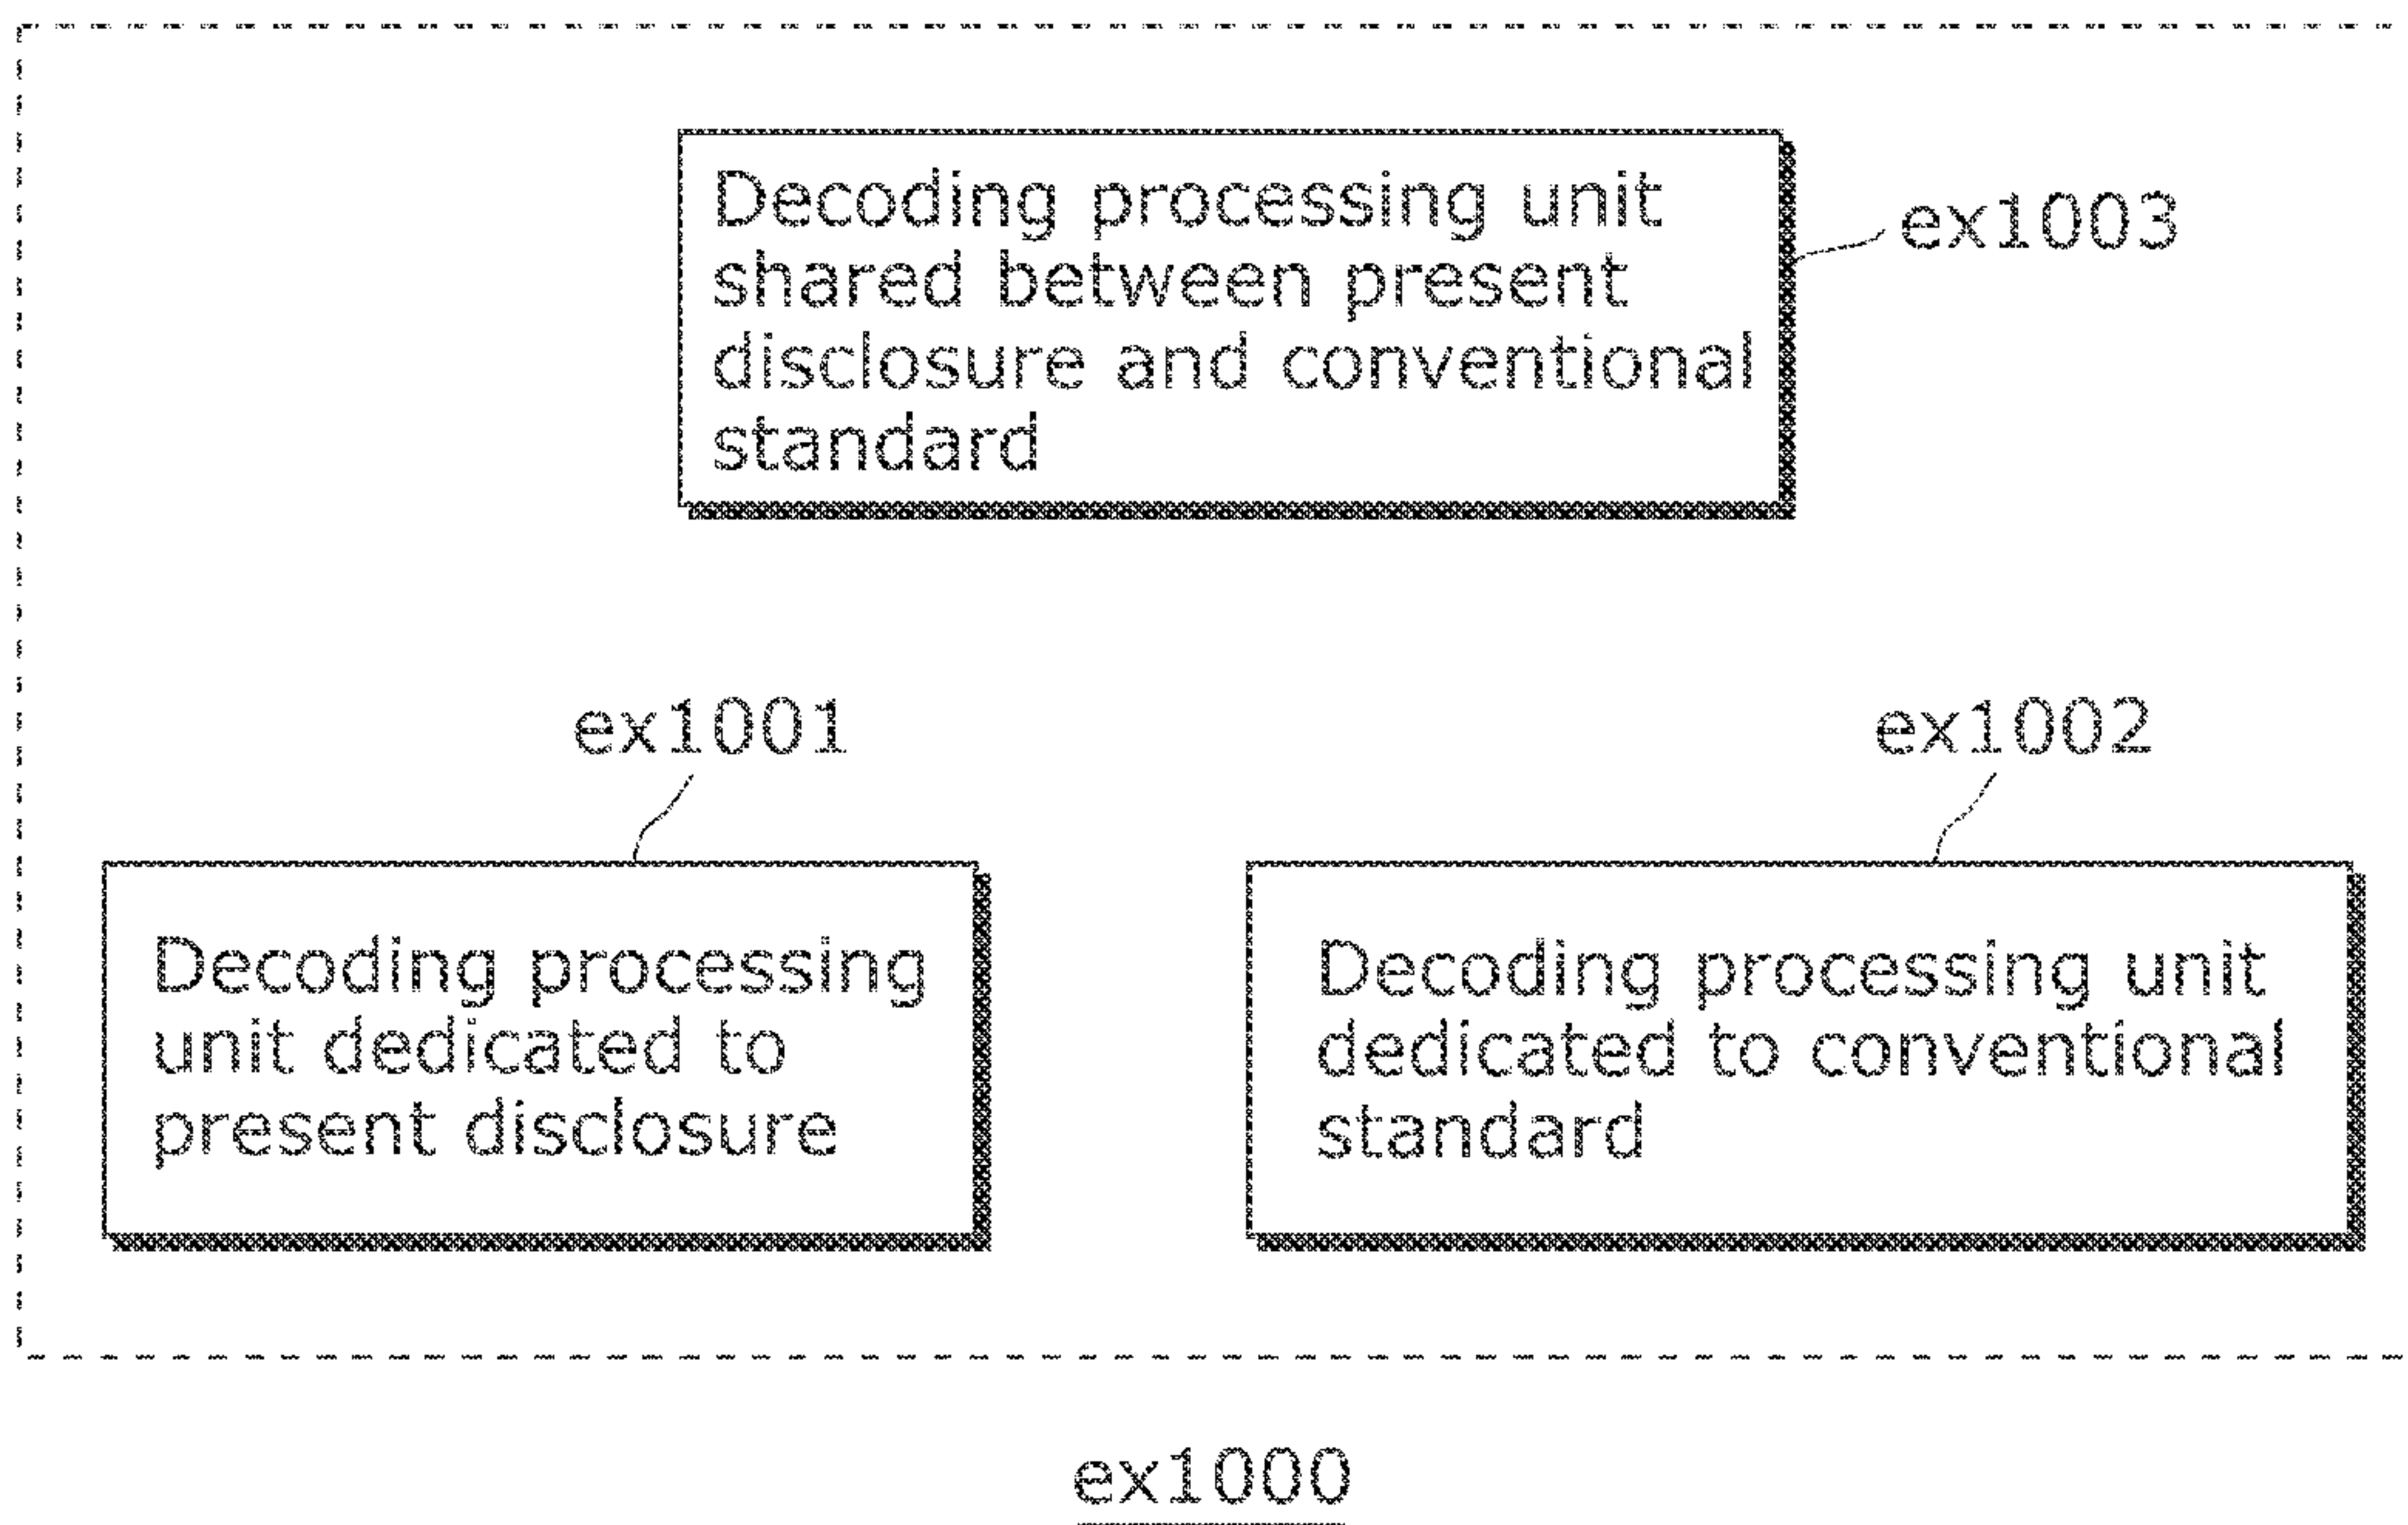 Decoding processing unit
shared between present
disclosure and conventional
standard
ex1003
ex1001
ex1002
Decoding processing
unit dedicated to
present disclosure
Decoding processing unit
dedicated to conventional
standard
ex1000